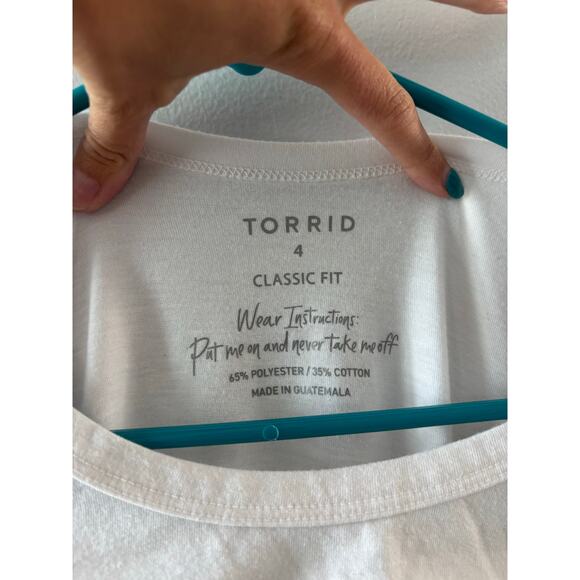 TORRID
4
CLASSIC FIT
Wear Instructions:
Put me on and never take me off
65% POLYESTER / 35% COTTON
MADE IN GUATEMALA